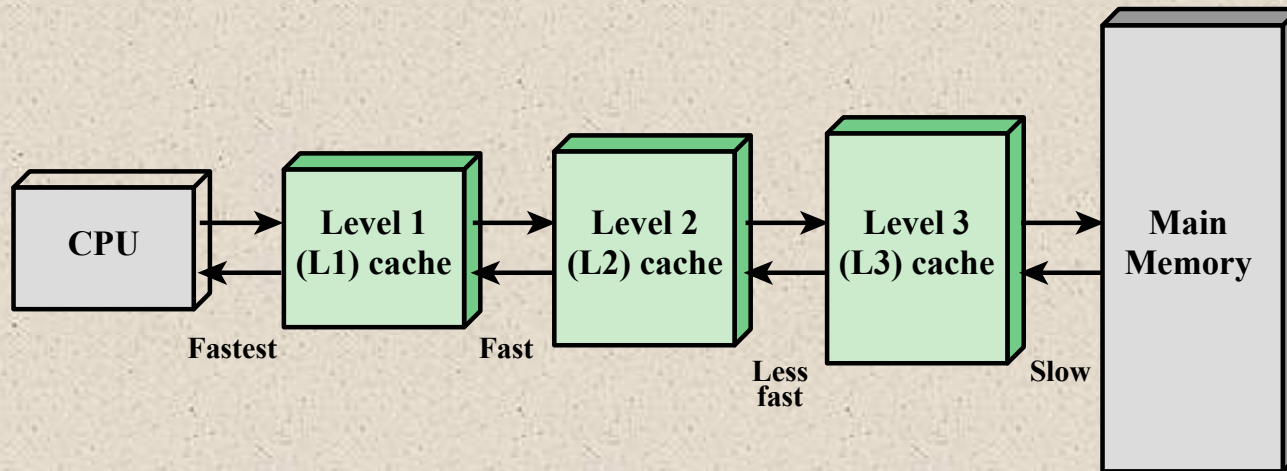 CPU
Level 1
(L1) cache
Level 2
(L2) cache
Level 3
(L3) cache
Main
Memory
Fastest
Fast
Less
fast
Slow